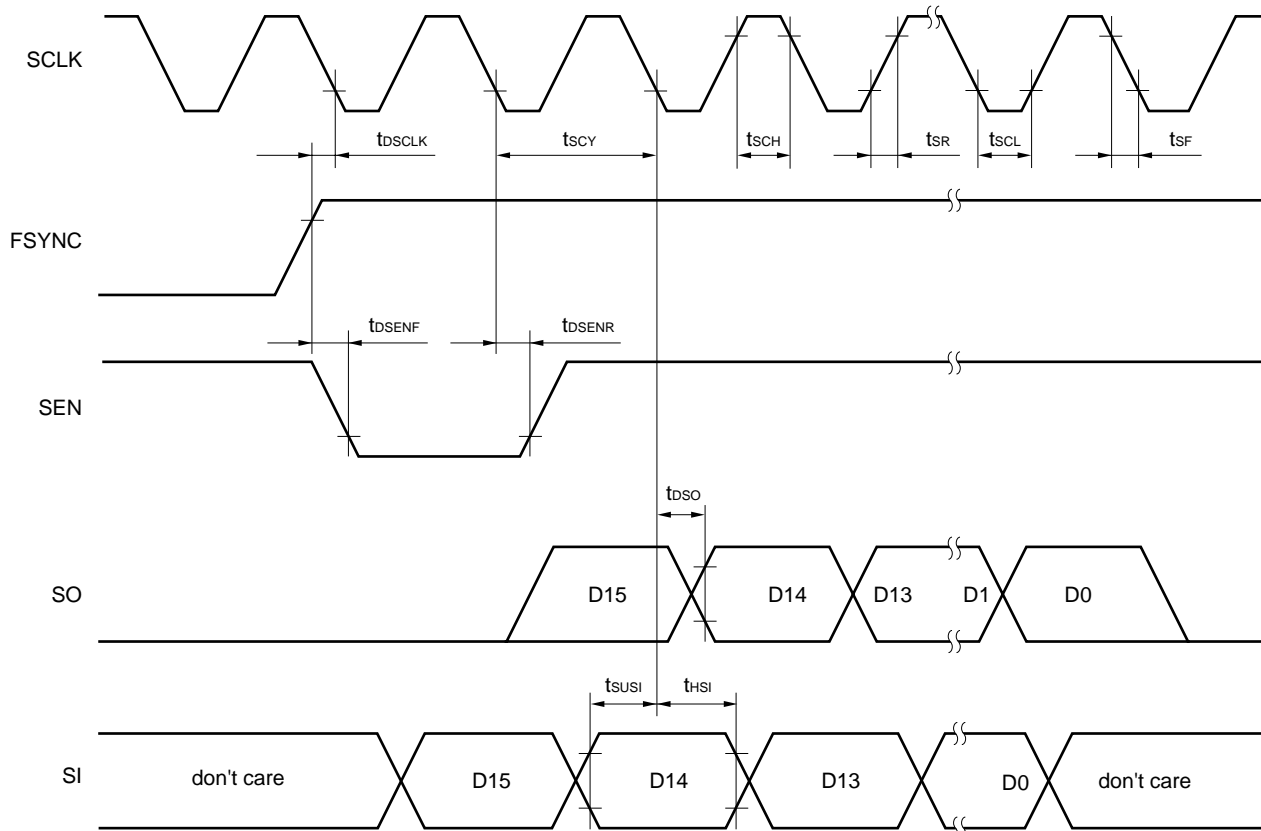 SCLK
tDSCLK
tSCY
tSCH
tSR
tSCL
tSF
FSYNC
tDSENF
tDSENR
SEN
tDSO
SO
D15
D14
D13
D1
D0
tSUSI
tHSI
SI
don't care
D15
D14
D13
D0
don't care